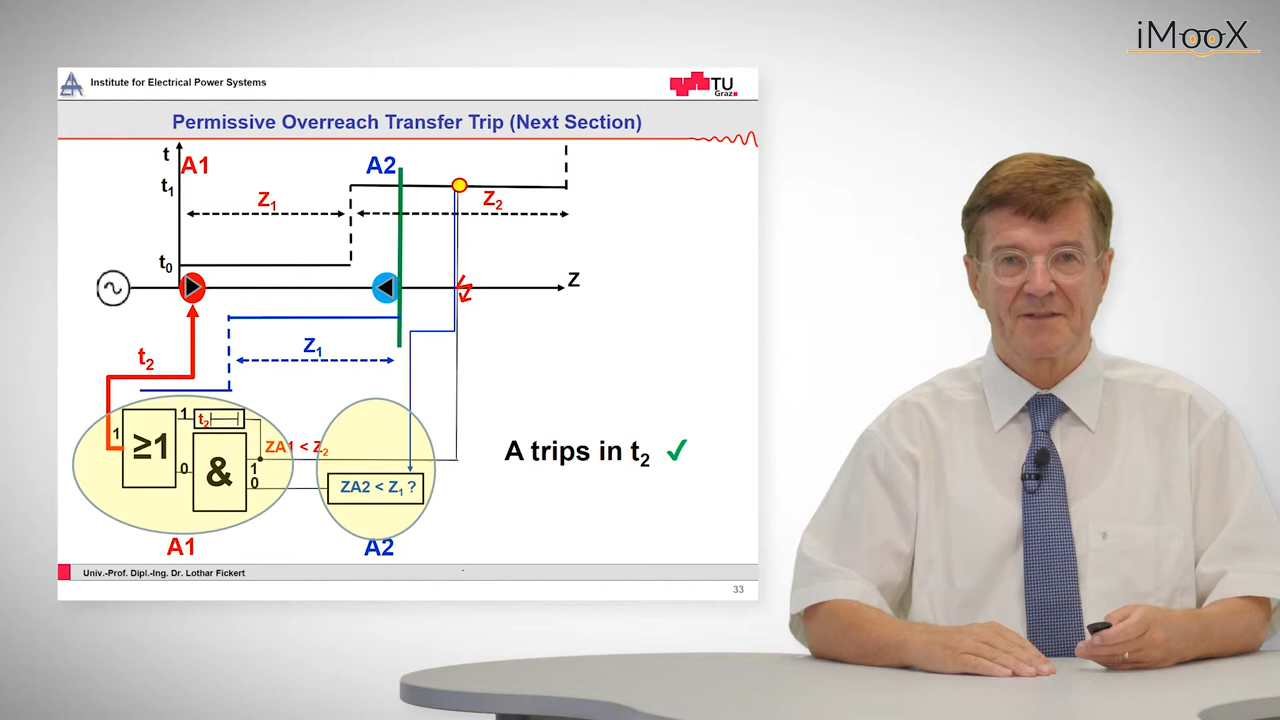 iMooX
Institute for Electrical Power Systems
TU
Graz
Permissive Overreach Transfer Trip (Next Section)
t
A1
A2
t1
Z1
Z2
t0
Z
Z1
t2
1
t2
1
≥1
ZA1 < Z2
0
&
1
0
ZA2 < Z1 ?
A trips in t2 ✓
A1
A2
Univ.-Prof. Dipl.-Ing. Dr. Lothar Fickert
33